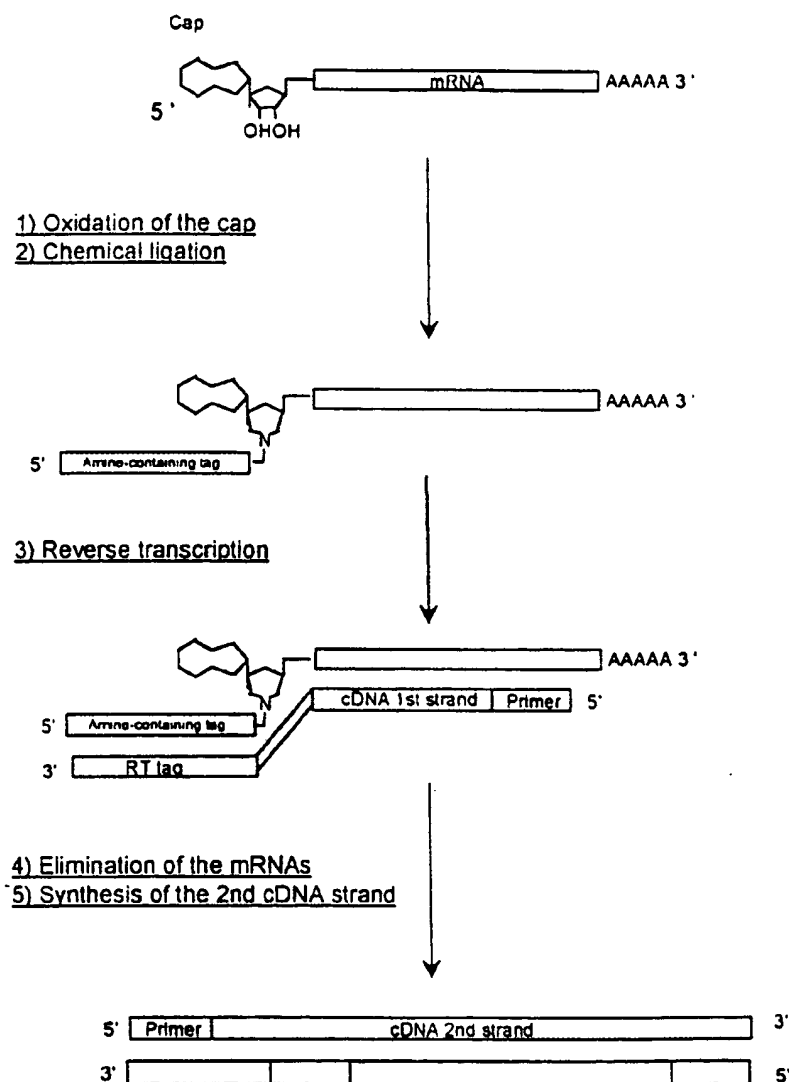 Cap
mRNA
AAAAA 3'
5'
OHOH
1) Oxidation of the cap
2) Chemical ligation
AAAAA 3'
N
5' Amine-containing tag
3) Reverse transcription
AAAAA 3'
N
cDNA 1st strand Primer 5'
5' Amine-containing tag
3' RT tag
4) Elimination of the mRNAs
5) Synthesis of the 2nd cDNA strand
5' Primer cDNA 2nd strand 3'
3' 5'